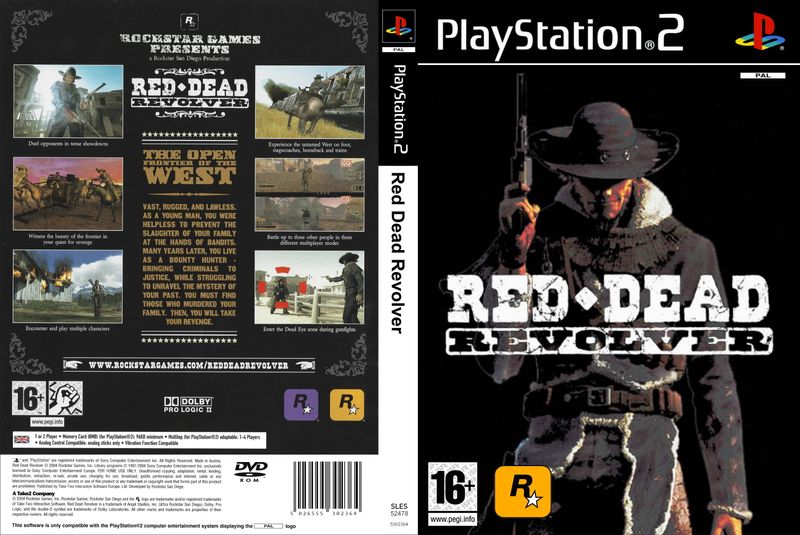 ROCKSTAR GAMES
PRESENTS
a Rockstar San Diego Production
RED DEAD
REVOLVER
Duel opponents in tense showdowns
Experience the untamed West on foot,
stagecoaches, horseback and trains
THE OPEN
FRONTIER OF THE
WEST
Witness the beauty of the frontier in
your quest for revenge
Battle up to three other people in three
different multiplayer modes
VAST, RUGGED, AND LAWLESS.
AS A YOUNG MAN, YOU WERE
HELPLESS TO PREVENT THE
SLAUGHTER OF YOUR FAMILY
AT THE HANDS OF BANDITS.
MANY YEARS LATER, YOU LIVE
AS A BOUNTY HUNTER -
BRINGING CRIMINALS TO
JUSTICE, WHILE STRUGGLING
TO UNRAVEL THE MYSTERY OF
YOUR PAST. YOU MUST FIND
THOSE WHO MURDERED YOUR
FAMILY. THEN, YOU WILL TAKE
YOUR REVENGE.
Encounter and play multiple characters
Enter the Dead Eye zone during gunfights
WWW.ROCKSTARGAMES.COM/REDDEADREVOLVER
16+
www.pegi.info
DOLBY
PRO LOGIC II
R
R
1 or 2 Player • Memory Card (8MB) (for PlayStation®2): 96KB minimum • Multitap (for PlayStation®2) adaptable: 1-4 Players
• Analog Control Compatible: analog sticks only • Vibration Function Compatible
A Take2 Company
This software is only compatible with the PlayStation®2 computer entertainment system displaying the PAL logo
DVD
ROM
5 026555 302364
PAL
PlayStation®2
Red Dead Revolver
SLES
52478
5302364
PlayStation®2
PAL
RED DEAD
REVOLVER
16+
www.pegi.info
R